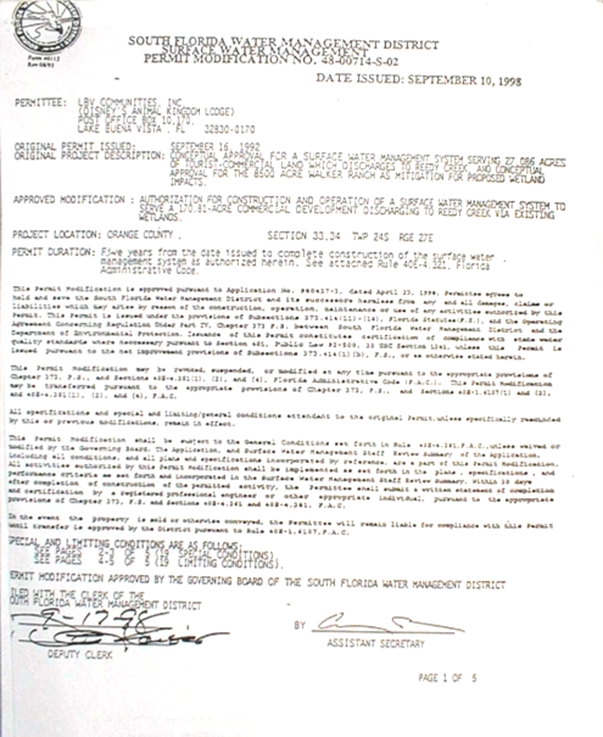 Form #0113
Rev 08/95
SOUTH FLORIDA WATER MANAGEMENT DISTRICT
SURFACE WATER MANAGEMENT
PERMIT MODIFICATION NO. 48-00714-S-02
DATE ISSUED: SEPTEMBER 10, 1998
PERMITTEE: LBV COMMUNITIES, INC
(DISNEY'S ANIMAL KINGDOM LODGE)
POST OFFICE BOX 10,170,
LAKE BUENA VISTA , FL 32830-0170
ORIGINAL PERMIT ISSUED: SEPTEMBER 16, 1992
ORIGINAL PROJECT DESCRIPTION: CONCEPTUAL APPROVAL FOR A SURFACE WATER MANAGEMENT SYSTEM SERVING 27,086 ACRES
OF TOURIST-COMMERCIAL LAND WHICH DISCHARGES TO REEDY CREEK, AND CONCEPTUAL
APPROVAL FOR THE 8500 ACRE WALKER RANCH AS MITIGATION FOR PROPOSED WETLAND
IMPACTS.
APPROVED MODIFICATION : AUTHORIZATION FOR CONSTRUCTION AND OPERATION OF A SURFACE WATER MANAGEMENT SYSTEM TO
SERVE A 170.81-ACRE COMMERCIAL DEVELOPMENT DISCHARGING TO REEDY CREEK VIA EXISTING
WETLANDS.
PROJECT LOCATION: ORANGE COUNTY , SECTION 33,34 TWP 24S RGE 27E
PERMIT DURATION: Five years from the date issued to complete construction of the surface water
management system as authorized herein. See attached Rule 40E-4.321, Florida
Administrative Code.
This Permit Modification is approved pursuant to Application No. 980427-3, dated April 23, 1998. Permittee agrees to
hold and save the South Florida Water Management District and its successors harmless from any and all damages, claims or
liabilities which may arise by reason of the construction, operation, maintenance or use of any activities authorized by this
Permit. This Permit is issued under the provisions of Subsections 373.414(11)-(16), Florida Statutes(F.S.), and the Operating
Agreement Concerning Regulation Under Part IV, Chapter 373 F.S. between South Florida Water Management District and the
Department of Environmental Protection. Issuance of this Permit constitutes certification of compliance with state water
quality standards where necessary pursuant to Section 401, Public Law 92-500, 33 USC Section 1341, unless this Permit is
issued pursuant to the net improvement provisions of Subsections 373.414(1)(b), F.S., or as otherwise stated herein.
This Permit Modification may be revoked, suspended, or modified at any time pursuant to the appropriate provisions of
Chapter 373, F.S., and Sections 40E-4.351(1), (2), and (4), Florida Administrative Code (F.A.C.). This Permit Modification
may be transferred pursuant to the appropriate provisions of Chapter 373, F.S., and Sections 40E-1.6107(1) and (2),
and 40E-4.351(1), (2), and (4), F.A.C.
All specifications and special and limiting/general conditions attendant to the original Permit,unless specifically rescinded
by this or previous modifications, remain in effect.
This Permit Modification shall be subject to the General Conditions set forth in Rule 40E-4.381,F.A.C.,unless waived or
modified by the Governing Board. The Application, and Surface Water Management Staff Review Summary of the Application,
including all conditions, and all plans and specifications incorporated by reference, are a part of this Permit Modification.
All activities authorized by this Permit Modification shall be implemented as set forth in the plans , specifications , and
performance criteria as set forth and incorporated in the Surface Water Management Staff Review Summary. Within 30 days
after completion of construction of the permitted activity, the Permittee shall submit a written statement of completion
and certification by a registered professional engineer or other appropriate individual, pursuant to the appropriate
provisions of Chapter 373, F.S. and Sections 40E-4.361 and 40E-4.381, F.A.C.
In the event the property is sold or otherwise conveyed, the Permittee will remain liable for compliance with this Permit
until transfer is approved by the District pursuant to Rule 40E-1.6107,F.A.C.
SPECIAL AND LIMITING CONDITIONS ARE AS FOLLOWS:
SEE PAGES 2-3 OF 5 (19 SPECIAL CONDITIONS).
SEE PAGES 4-5 OF 5 (19 LIMITING CONDITIONS).
ERMIT MODIFICATION APPROVED BY THE GOVERNING BOARD OF THE SOUTH FLORIDA WATER MANAGEMENT DISTRICT
ILED WITH THE CLERK OF THE
OUTH FLORIDA WATER MANAGEMENT DISTRICT
9-17-98
BY
DEPUTY CLERK
ASSISTANT SECRETARY
PAGE 1 OF 5